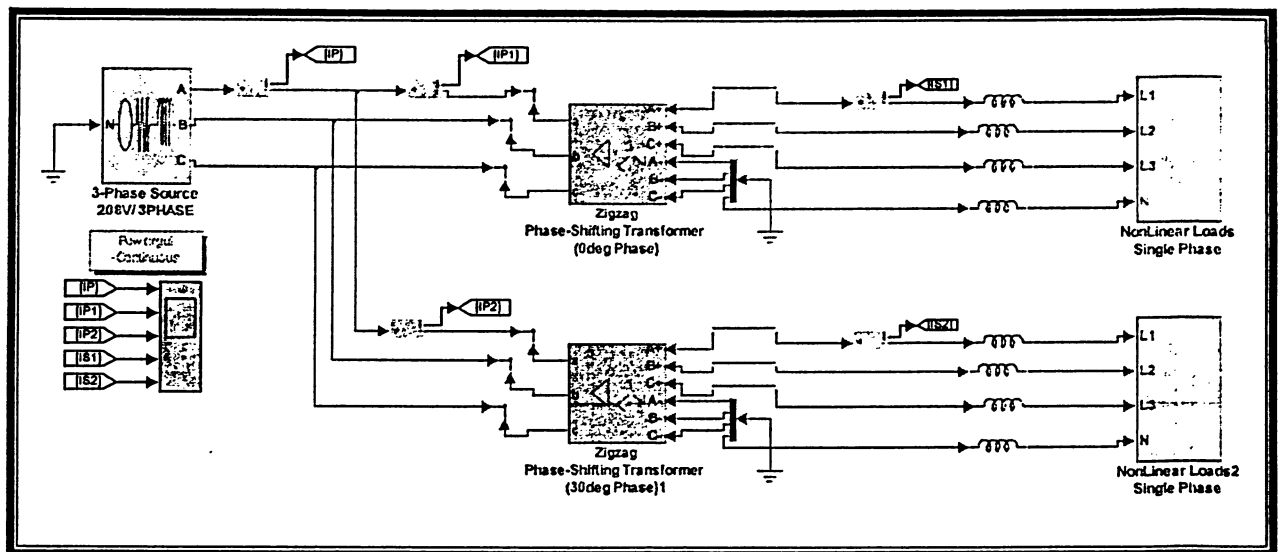 [IP]
[IP1]
A
N
B
C
3-Phase Source
208V/3PHASE
Powergui
-Continuous
[IP]
[IP1]
[IP2]
[IS1]
[IS2]
A+
B+
C+
A-
B-
C-
b
c
Zigzag
Phase-Shifting Transformer
(0deg Phase)
[IS1]
L1
L2
L3
N
NonLinear Loads
Single Phase
[IP2]
A+
B+
C+
A-
B-
C-
b
c
Zigzag
Phase-Shifting Transformer
(30deg Phase)1
[IS2]
L1
L2
L3
N
NonLinear Loads2
Single Phase